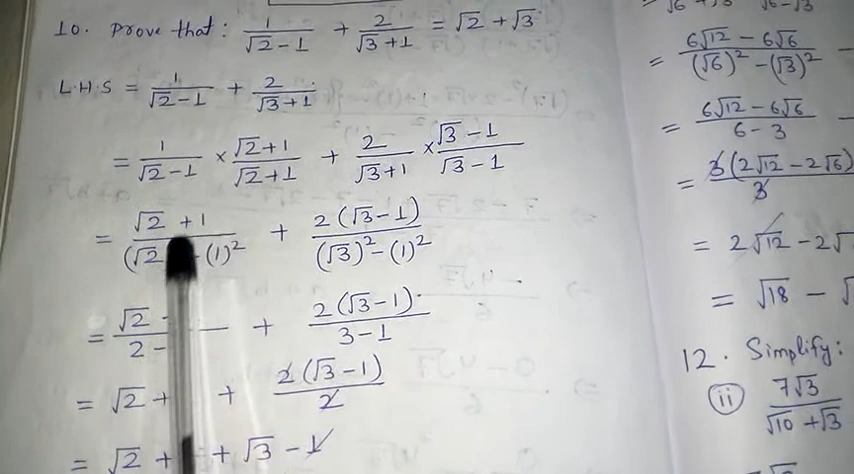 10. Prove that: 1/(√2-1) + 2/(√3+1) = √2 + √3
L.H.S = 1/(√2-1) + 2/(√3+1)
= 1/(√2-1) × (√2+1)/(√2+1) + 2/(√3+1) × (√3-1)/(√3-1)
= (√2+1)/((√2 - (1)²) + 2(√3-1)/((√3)²-(1)²)
= √2 /2- + 2(√3-1)/(3-1)
= √2 + + 2(√3-1)/2
= √2 + + √3 - 1
√6 - √3
= (6√12 - 6√6)/((√6)² - (√3)²) -
= (6√12 - 6√6)/(6-3) -
= 3(2√12 - 2√6)/3
= 2√12 - 2√
= √18 - √
12. Simplify:
ii 7√3/(√10 + √3)